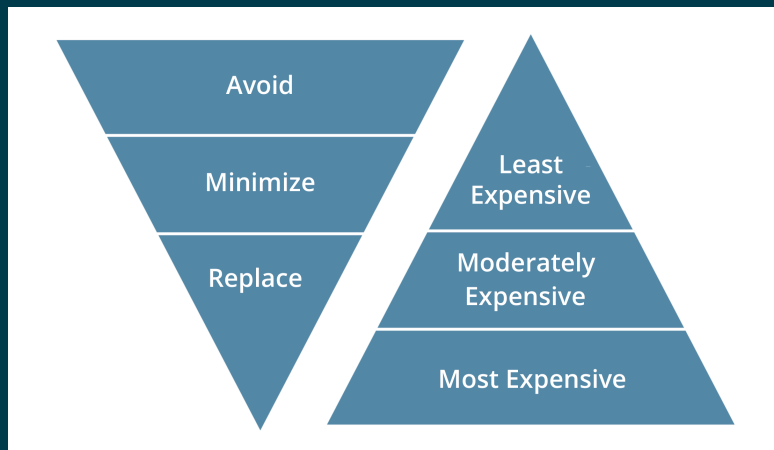 Avoid
Minimize
Replace
Least
Expensive
Moderately
Expensive
Most Expensive